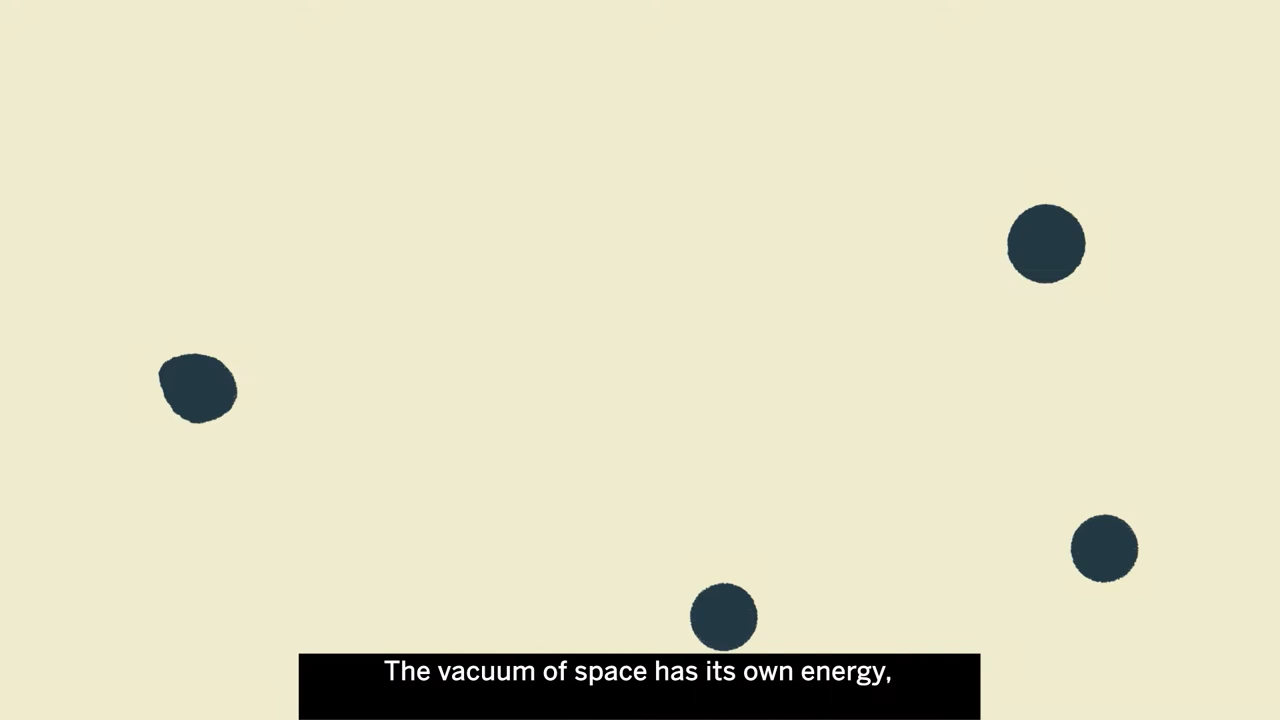 The vacuum of space has its own energy,